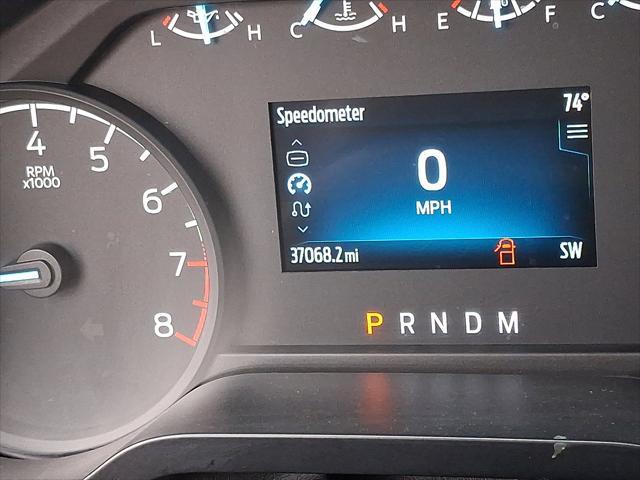 L H C H E F C
Speedometer 74°
0
MPH
37068.2 mi SW
4
5
RPM
x1000
6
7
8
P R N D M